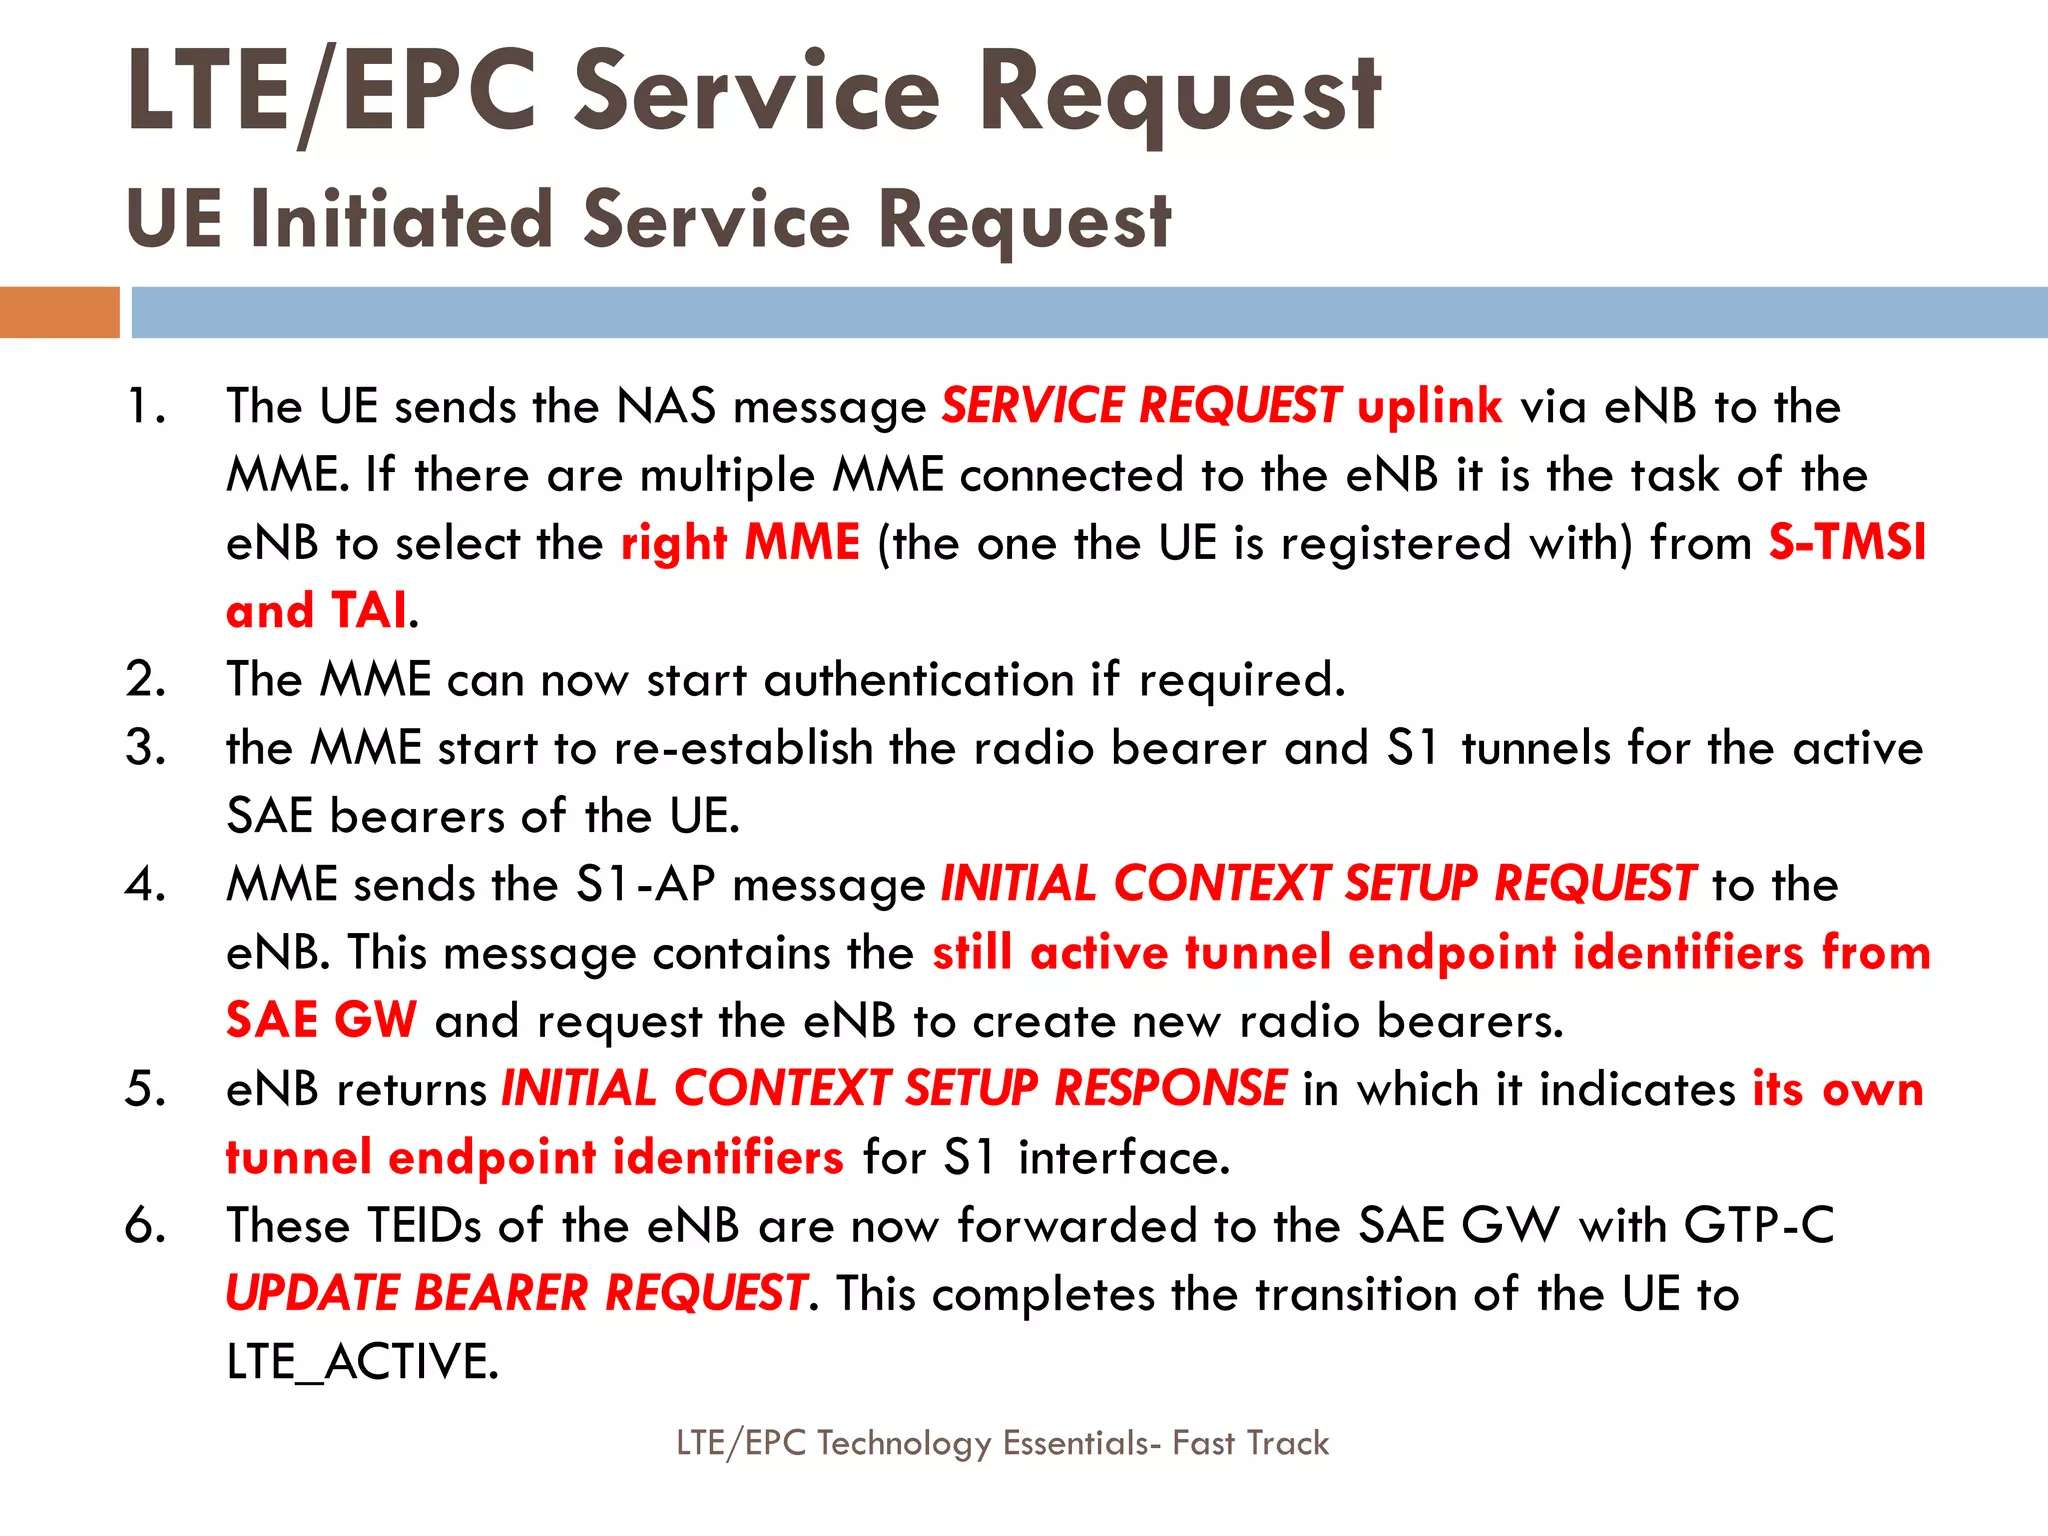 LTE/EPC Service Request
UE Initiated Service Request
1. The UE sends the NAS message SERVICE REQUEST uplink via eNB to the
MME. If there are multiple MME connected to the eNB it is the task of the
eNB to select the right MME (the one the UE is registered with) from S-TMSI
and TAI.
2. The MME can now start authentication if required.
3. the MME start to re-establish the radio bearer and S1 tunnels for the active
SAE bearers of the UE.
4. MME sends the S1-AP message INITIAL CONTEXT SETUP REQUEST to the
eNB. This message contains the still active tunnel endpoint identifiers from
SAE GW and request the eNB to create new radio bearers.
5. eNB returns INITIAL CONTEXT SETUP RESPONSE in which it indicates its own
tunnel endpoint identifiers for S1 interface.
6. These TEIDs of the eNB are now forwarded to the SAE GW with GTP-C
UPDATE BEARER REQUEST. This completes the transition of the UE to
LTE_ACTIVE.
LTE/EPC Technology Essentials- Fast Track